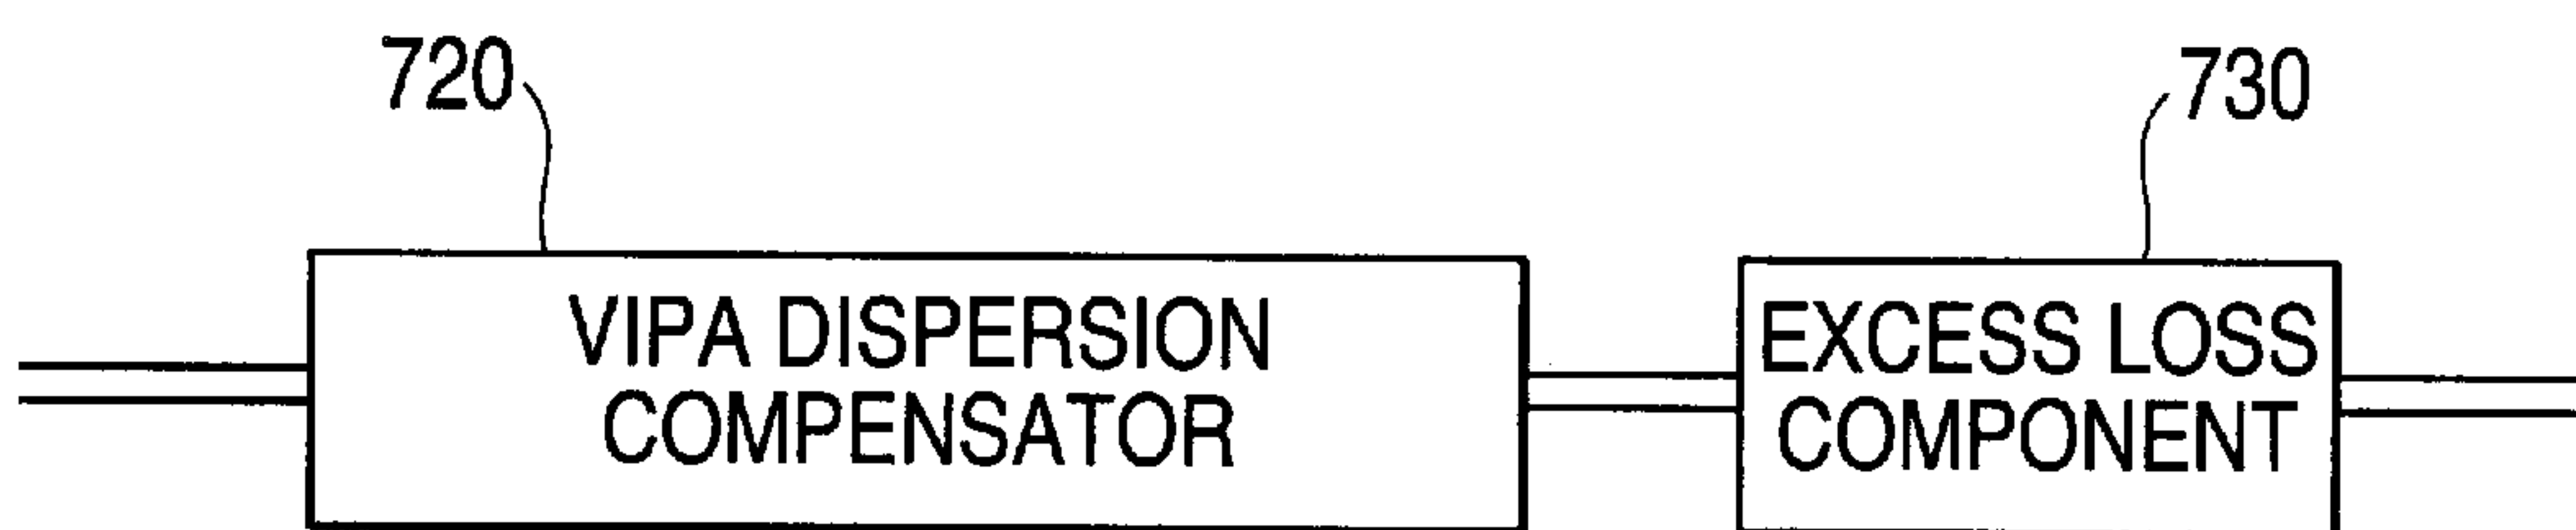 720
730
VIPA DISPERSION
COMPENSATOR
EXCESS LOSS
COMPONENT